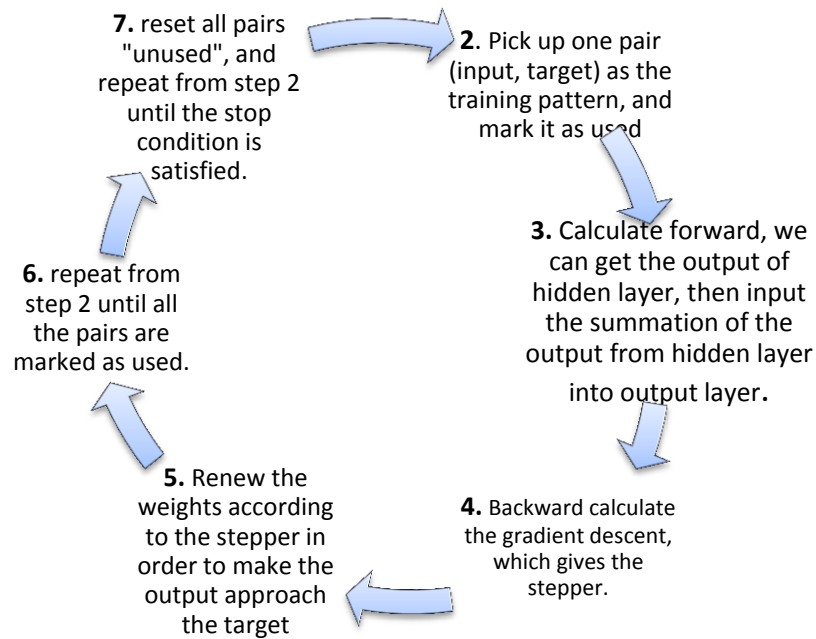 7. reset all pairs
"unused", and
repeat from step 2
until the stop
condition is
satisfied.
2. Pick up one pair
(input, target) as the
training pattern, and
mark it as used
3. Calculate forward, we
can get the output of
hidden layer, then input
the summation of the
output from hidden layer
into output layer.
4. Backward calculate
the gradient descent,
which gives the
stepper.
5. Renew the
weights according
to the stepper in
order to make the
output approach
the target
6. repeat from
step 2 until all
the pairs are
marked as used.